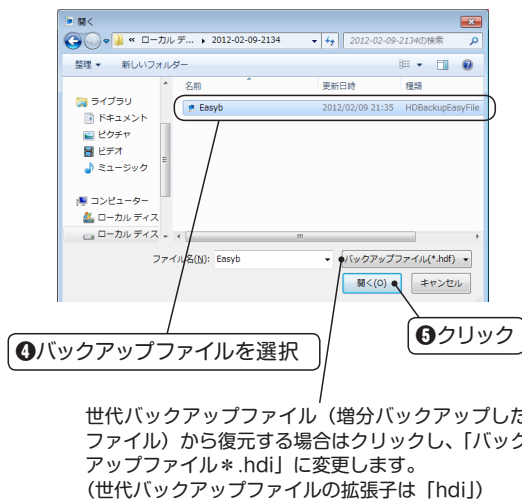 開く
« ローカル デ... ▸ 2012-02-09-2134
2012-02-09-2134の検索
整理 ▼ 新しいフォルダー
名前 更新日時 種類
ライブラリ
ドキュメント
ピクチャ
ビデオ
ミュージック
コンピューター
ローカル ディス
ローカル ディス
Easyb 2012/02/09 21:35 HDBackupEasyFile
ファイル名(N): Easyb
バックアップファイル(*.hdf)
開く(O) キャンセル
❹バックアップファイルを選択
❺クリック
世代バックアップファイル（増分バックアップした
ファイル）から復元する場合はクリックし、「バック
アップファイル＊.hdi」に変更します。
(世代バックアップファイルの拡張子は「hdi」)